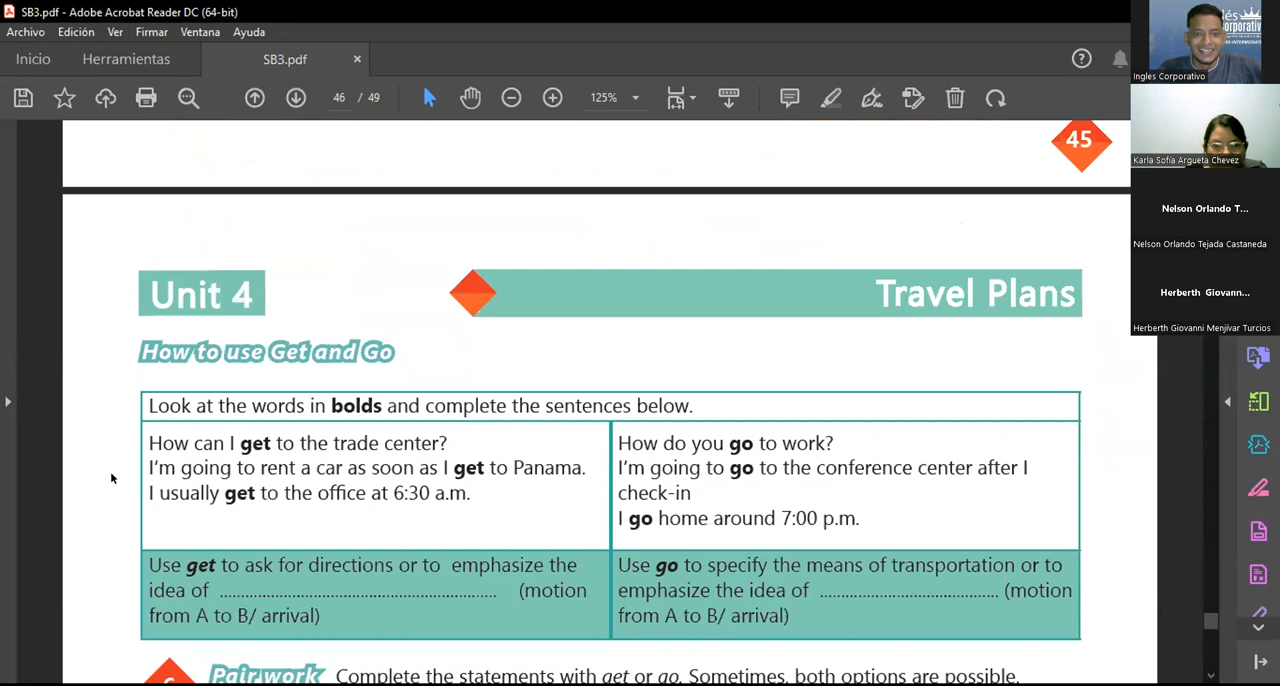 SB3.pdf - Adobe Acrobat Reader DC (64-bit)
Archivo Edición Ver Firmar Ventana Ayuda
Inicio Herramientas SB3.pdf ×
46 / 49 125%
45
Unit 4 Travel Plans
How to use Get and Go
Look at the words in bolds and complete the sentences below.
How can I get to the trade center?
I'm going to rent a car as soon as I get to Panama.
I usually get to the office at 6:30 a.m.
How do you go to work?
I'm going to go to the conference center after I
check-in
I go home around 7:00 p.m.
Use get to ask for directions or to emphasize the
idea of ........................................................ (motion
from A to B/ arrival)
Use go to specify the means of transportation or to
emphasize the idea of .................................... (motion
from A to B/ arrival)
6 Pair work Complete the statements with get or go. Sometimes, both options are possible.
Ingles Corporativo
Karla Sofía Argueta Chevez
Nelson Orlando T...
Nelson Orlando Tejada Castaneda
Herberth Giovann...
Herberth Giovanni Menjívar Turcios